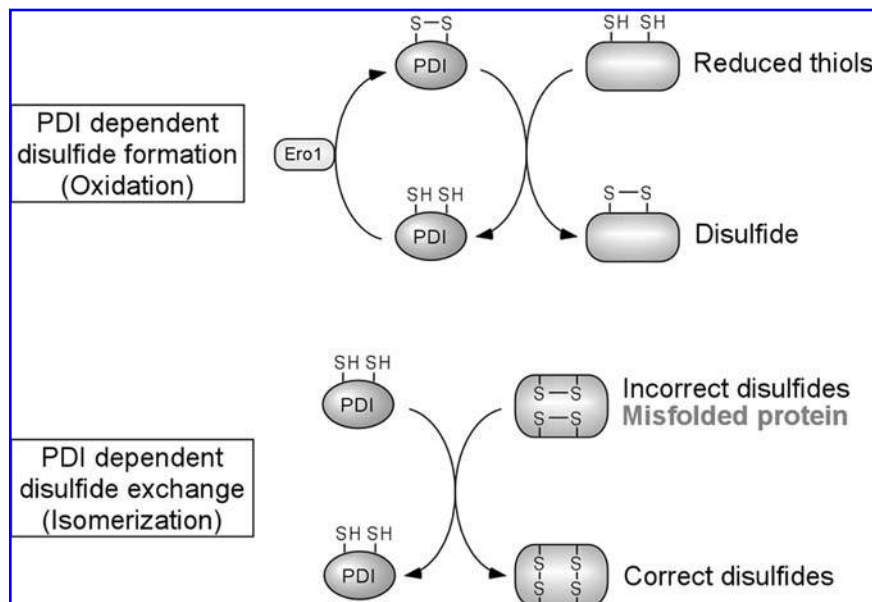 S—S
PDI
SH SH
Reduced thiols
PDI dependent
disulfide formation
(Oxidation)
Ero1
SH SH
PDI
S—S
Disulfide
SH SH
PDI
S—S
S—S
Incorrect disulfides
Misfolded protein
PDI dependent
disulfide exchange
(Isomerization)
SH SH
PDI
S S
S S
Correct disulfides